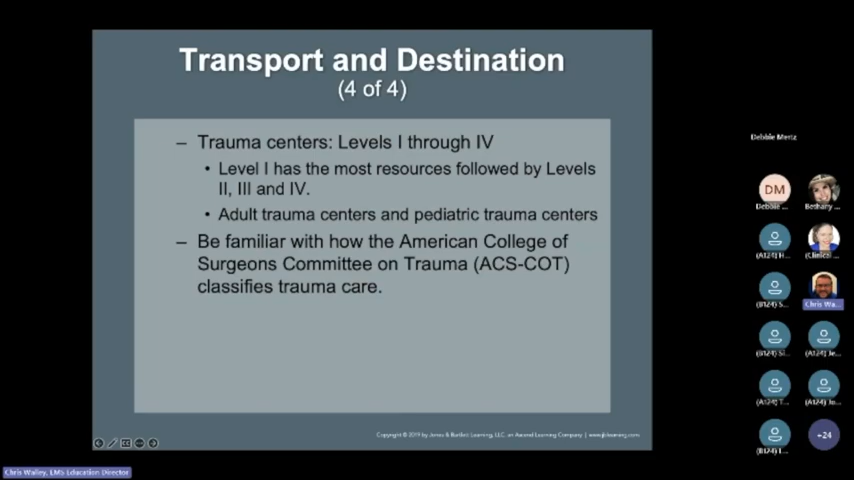 Transport and Destination
(4 of 4)
– Trauma centers: Levels I through IV
• Level I has the most resources followed by Levels
II, III and IV.
• Adult trauma centers and pediatric trauma centers
– Be familiar with how the American College of
Surgeons Committee on Trauma (ACS-COT)
classifies trauma care.
Copyright © 2019 by Jones & Bartlett Learning, LLC, an Ascend Learning Company | www.jblearning.com
Debbie Mertz
DM
Debbie ...
Bethany ...
(A124) H...
(Clinical ...
(B124) S...
Chris Wa...
(B124) Si...
(A124) Je...
(A124) T...
(A124) Jo...
+24
Chris Walley, EMS Education Director